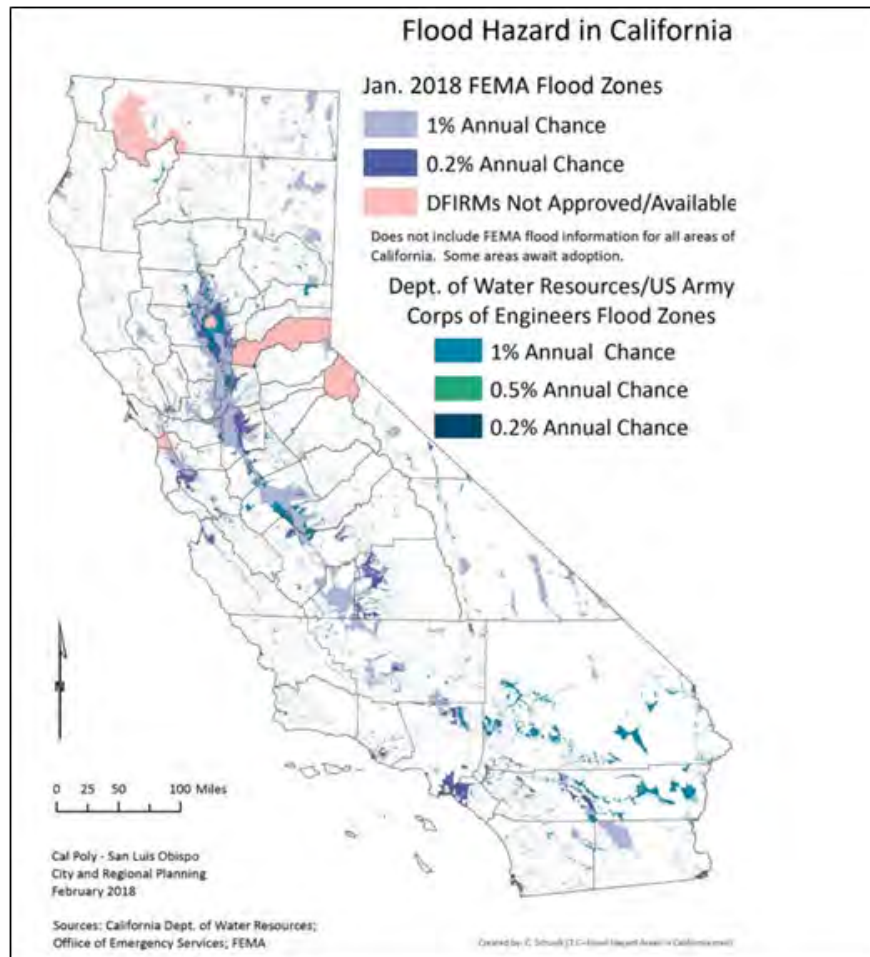 Flood Hazard in California
Jan. 2018 FEMA Flood Zones
1% Annual Chance
0.2% Annual Chance
DFIRMs Not Approved/Available
Does not include FEMA flood information for all areas of
California. Some areas await adoption.
Dept. of Water Resources/US Army
Corps of Engineers Flood Zones
1% Annual Chance
0.5% Annual Chance
0.2% Annual Chance
N
0 25 50 100 Miles
Cal Poly - San Luis Obispo
City and Regional Planning
February 2018
Sources: California Dept. of Water Resources;
Office of Emergency Services; FEMA
Created by: C. Schuldt